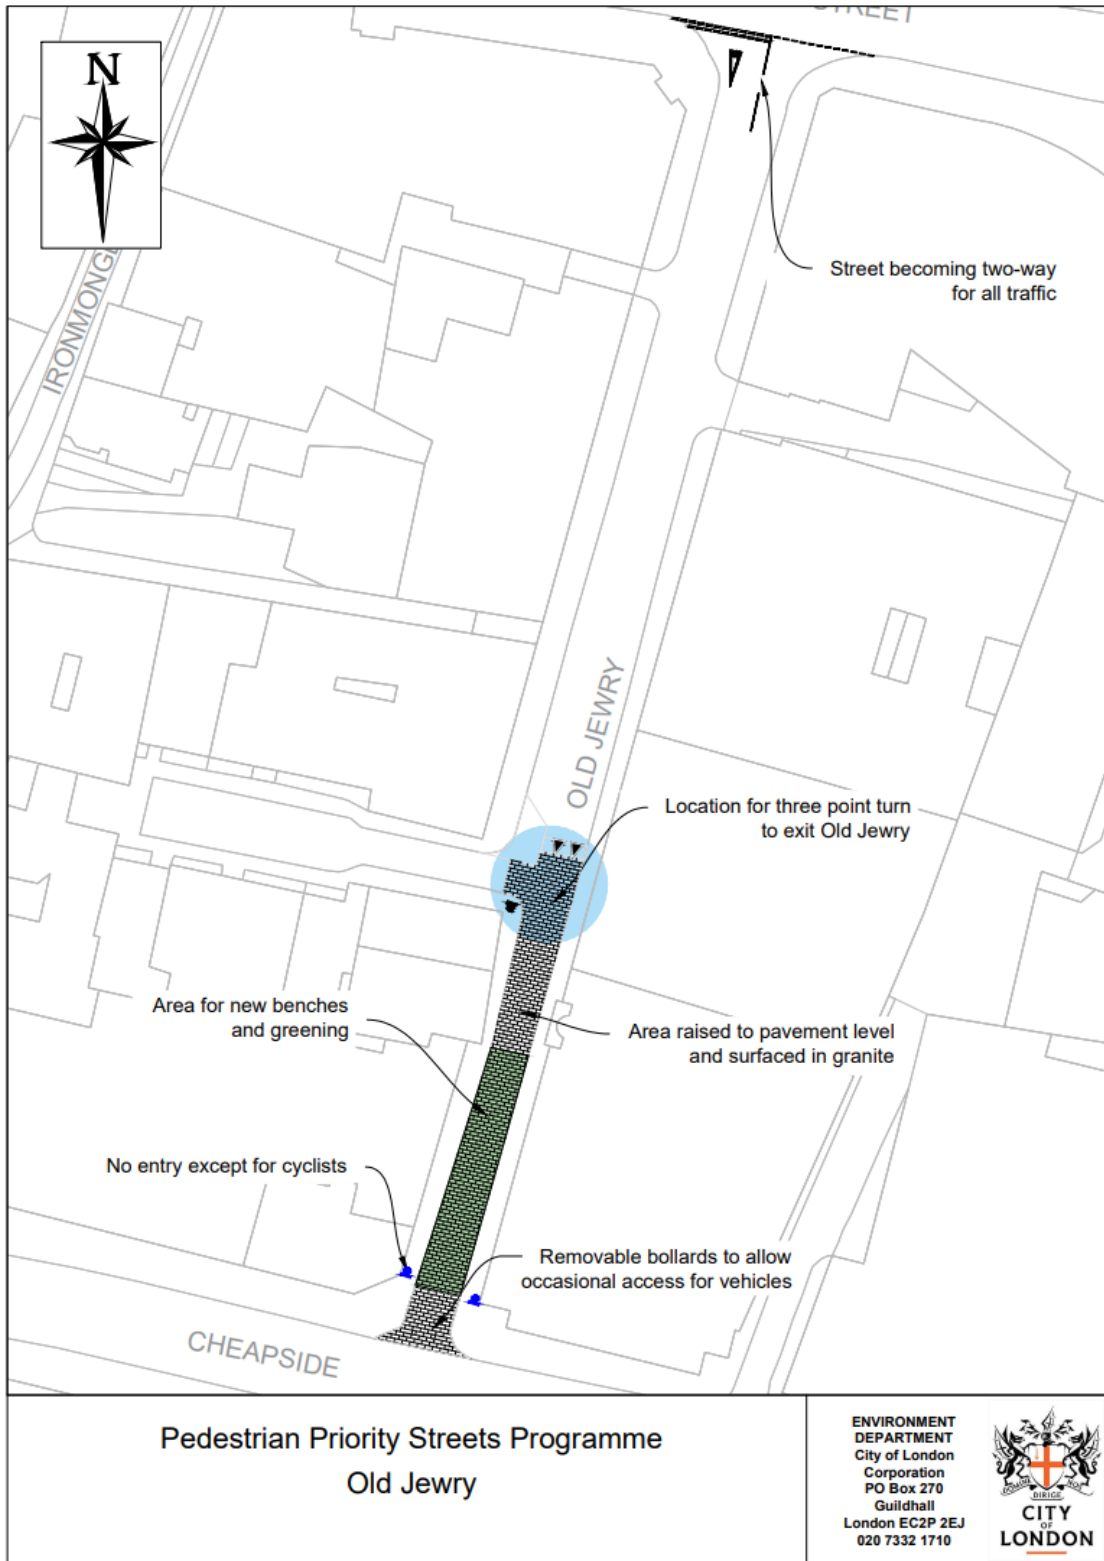 STREET
N
Street becoming two-way
for all traffic
OLD JEWRY
Location for three point turn
to exit Old Jewry
Area for new benches
and greening
Area raised to pavement level
and surfaced in granite
No entry except for cyclists
Removable bollards to allow
occasional access for vehicles
CHEAPSIDE
Pedestrian Priority Streets Programme
Old Jewry
ENVIRONMENT
DEPARTMENT
City of London
Corporation
PO Box 270
Guildhall
London EC2P 2EJ
020 7332 1710
DOMINE DIRIGE NOS
CITY
OF
LONDON